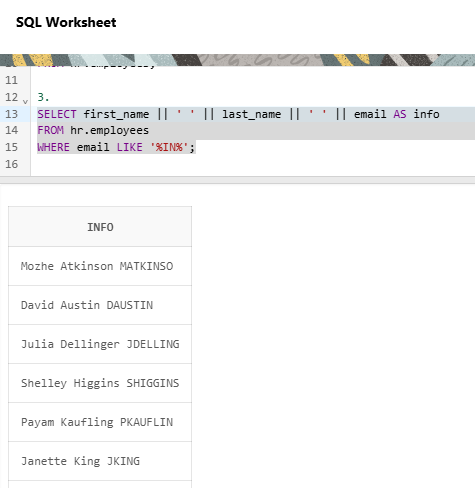 SQL Worksheet
11
12 3.
13 SELECT first_name || ' ' || last_name || ' ' || email AS info
14 FROM hr.employees
15 WHERE email LIKE '%IN%';
16
INFO
Mozhe Atkinson MATKINSO
David Austin DAUSTIN
Julia Dellinger JDELLING
Shelley Higgins SHIGGINS
Payam Kaufling PKAUFLIN
Janette King JKING